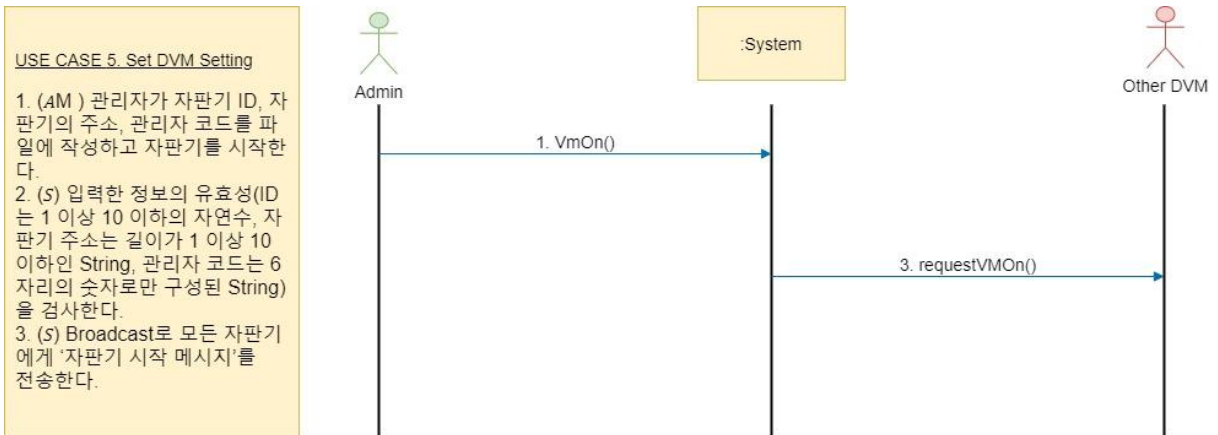 USE CASE 5. Set DVM Setting
1. (AM ) 관리자가 자판기 ID, 자
판기의 주소, 관리자 코드를 파
일에 작성하고 자판기를 시작한
다.
2. (S) 입력한 정보의 유효성(ID
는 1 이상 10 이하의 자연수, 자
판기 주소는 길이가 1 이상 10
이하인 String, 관리자 코드는 6
자리의 숫자로만 구성된 String)
을 검사한다.
3. (S) Broadcast로 모든 자판기
에게 ‘자판기 시작 메시지’를
전송한다.
Admin
:System
Other DVM
1. VmOn()
3. requestVMOn()